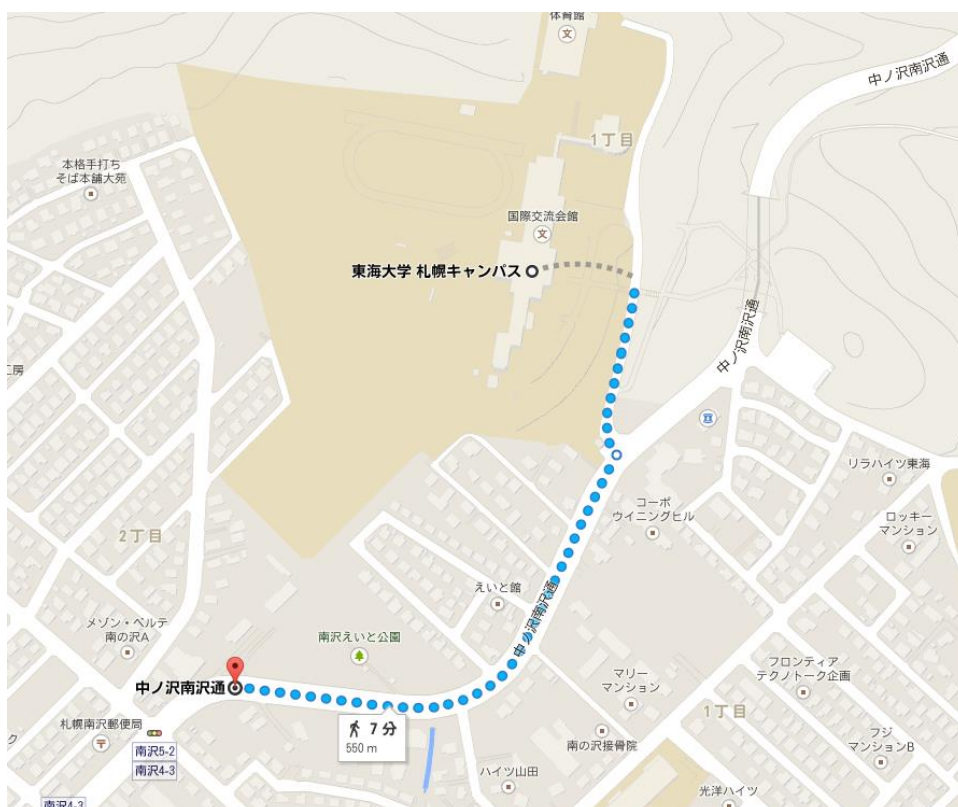 体育館
文
中ノ沢南沢通
1丁目
本格手打ち
そば本舗大苑
国際交流会館
文
東海大学 札幌キャンパス
中ノ沢南沢通
工房
リラハイツ東海
コーポ
ウイニングヒル
ロッキー
マンション
2丁目
えいと館
中ノ沢南沢通
メゾン・ベルテ
南の沢A
南沢えいと公園
フロンティア
テクノトーク企画
マリー
マンション
中ノ沢南沢通
1丁目
札幌南沢郵便局
7 分
550 m
フジ
マンションB
南の沢接骨院
ク
南沢5-2
南沢4-3
ハイツ山田
光洋ハイツ
南沢4-3